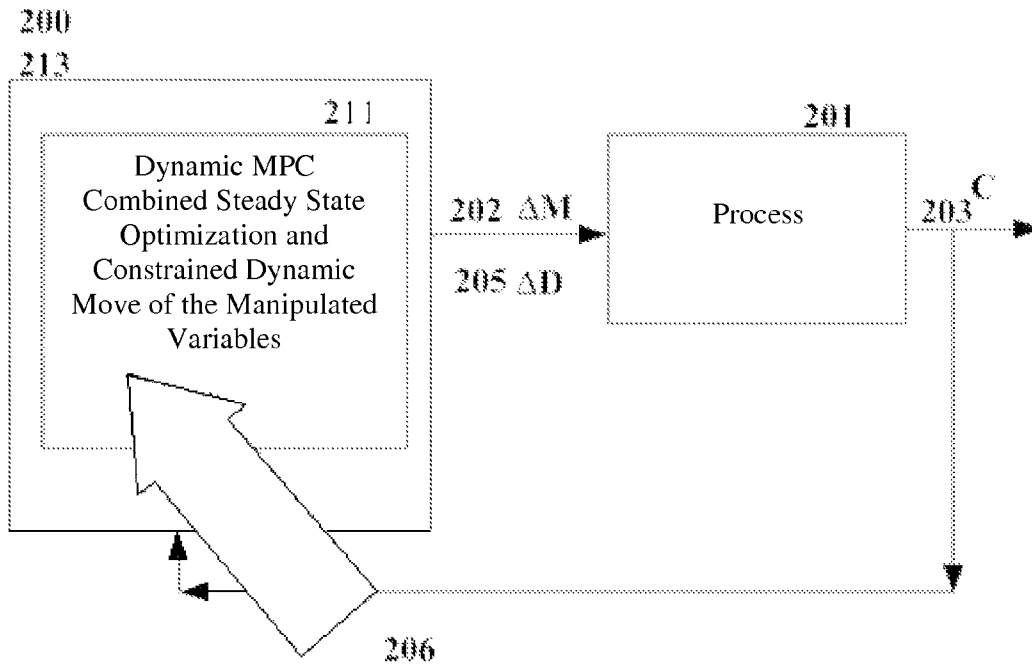 200
213
211
Dynamic MPC
Combined Steady State
Optimization and
Constrained Dynamic
Move of the Manipulated
Variables
202 ΔM
205 ΔD
201
Process
203 C
206